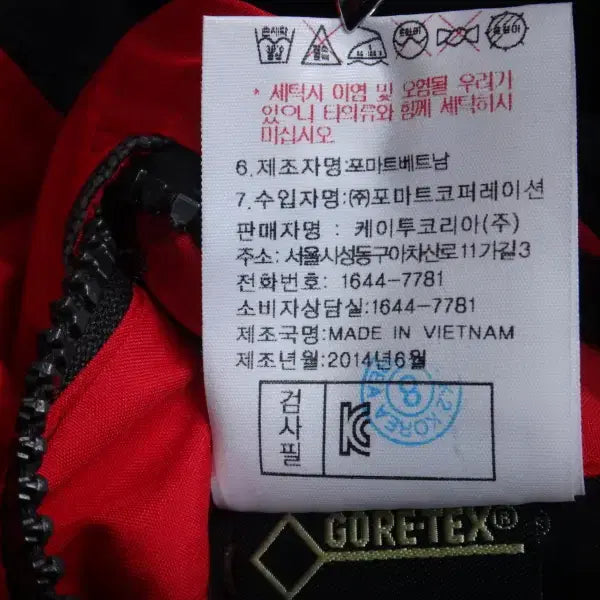 * 세탁시 이염 및 오염될 우려가
있으니 타의류와 함께 세탁하시
마십시오
6.제조자명:포마트베트남
7.수입자명:㈜포마트코퍼레이션
판매자명 : 케이투코리아(주)
주소: 서울시성동구아차산로11가길3
전화번호: 1644-7781
소비자상담실:1644-7781
제조국명:MADE IN VIETNAM
제조년월:2014년6월
검사필
KC
GORE-TEX®